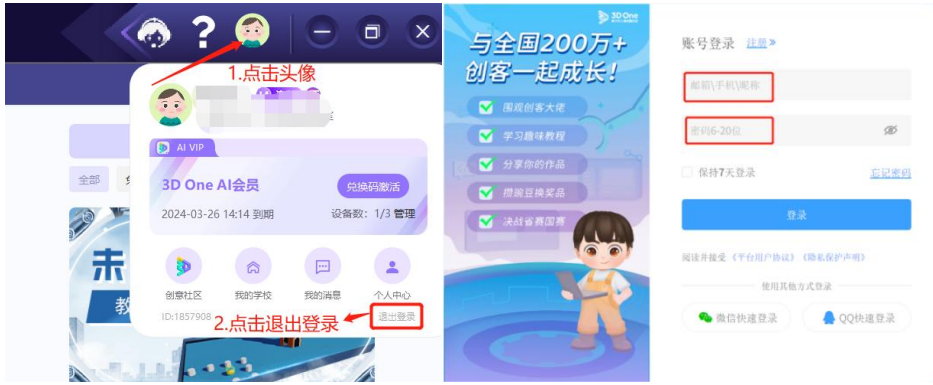 ?
1.点击头像
AI VIP
3D One AI会员
兑换码激活
2024-03-26 14:14 到期
设备数：1/3 管理
全部
创意社区
我的学校
我的消息
个人中心
ID:1857908
退出登录
2.点击退出登录
未
教
3D One
与全国200万+
创客一起成长!
围观创客大佬
学习趣味教程
分享你的作品
攒豌豆换奖品
决战省赛国赛
账号登录 注册»
邮箱\手机\昵称
密码6-20位
保持7天登录
忘记密码
登录
阅读并接受《平台用户协议》《隐私保护声明》
使用其他方式登录
微信快速登录
QQ快速登录